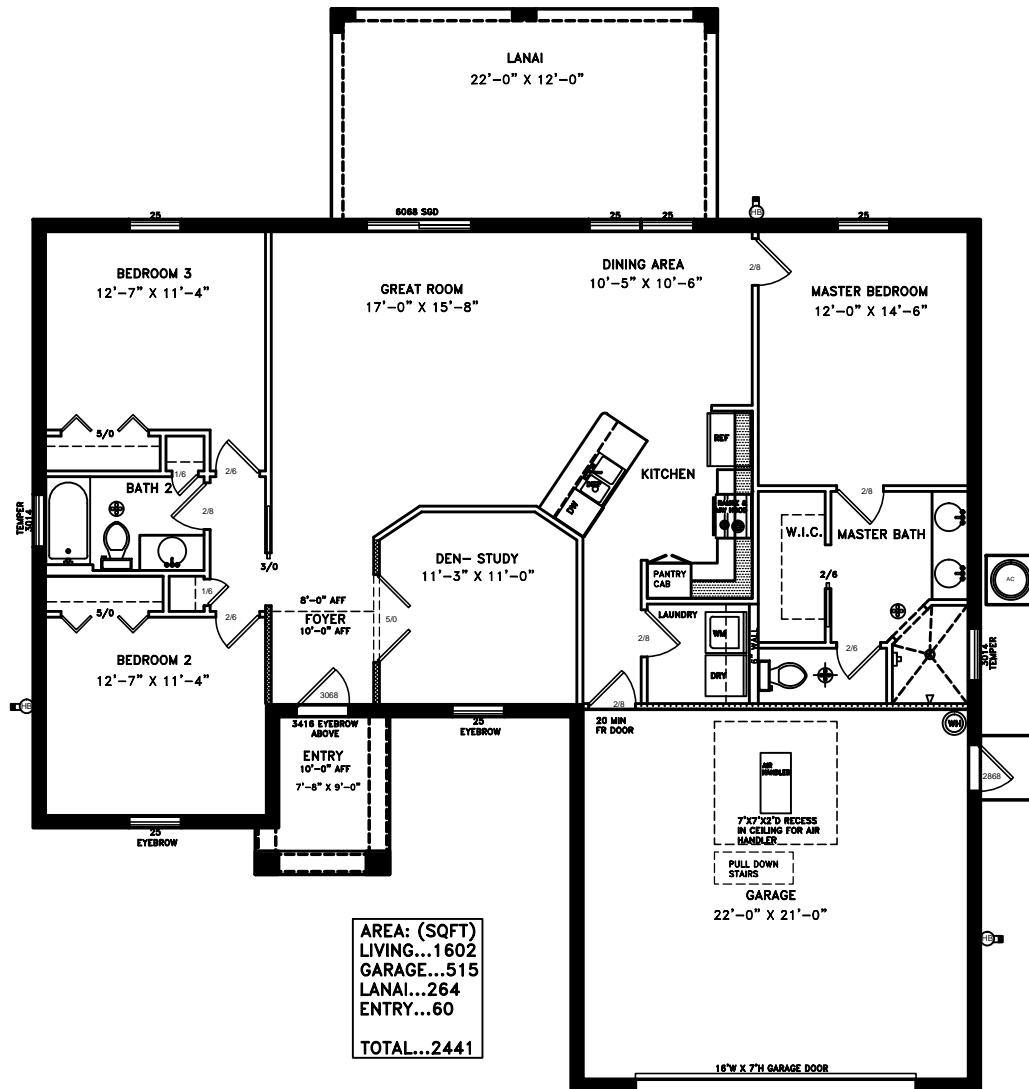 LANAI
22'-0" X 12'-0"
25
6068 SGD
25
25
HB
25
BEDROOM 3
12'-7" X 11'-4"
GREAT ROOM
17'-0" X 15'-8"
DINING AREA
10'-5" X 10'-6"
2/8
MASTER BEDROOM
12'-0" X 14'-6"
5/0
1/6
2/6
REF
KITCHEN
BATH 2
2/8
TEMPER
3014
DW
RANGE &
W.I.C.
2/8
MASTER BATH
DEN- STUDY
11'-3" X 11'-0"
3/0
PANTRY
CAB
2/6
AC
5/0
1/6
2/6
8'-0" AFF
FOYER
10'-0" AFF
5/0
LAUNDRY
2/8
WM
DRY
6" WALL
2/6
3014
TEMPER
BEDROOM 2
12'-7" X 11'-4"
HB
3068
2/8
3416 EYEBROW
ABOVE
25
EYEBROW
20 MIN
FR DOOR
WH
ENTRY
10'-0" AFF
7'-8" X 9'-0"
AIR
HANDLER
2868
7'X7'X2'D RECESS
IN CEILING FOR AIR
HANDLER
25
EYEBROW
PULL DOWN
STAIRS
GARAGE
22'-0" X 21'-0"
HB
AREA: (SQFT)
LIVING...1602
GARAGE...515
LANAI...264
ENTRY...60
TOTAL...2441
16'W X 7'H GARAGE DOOR